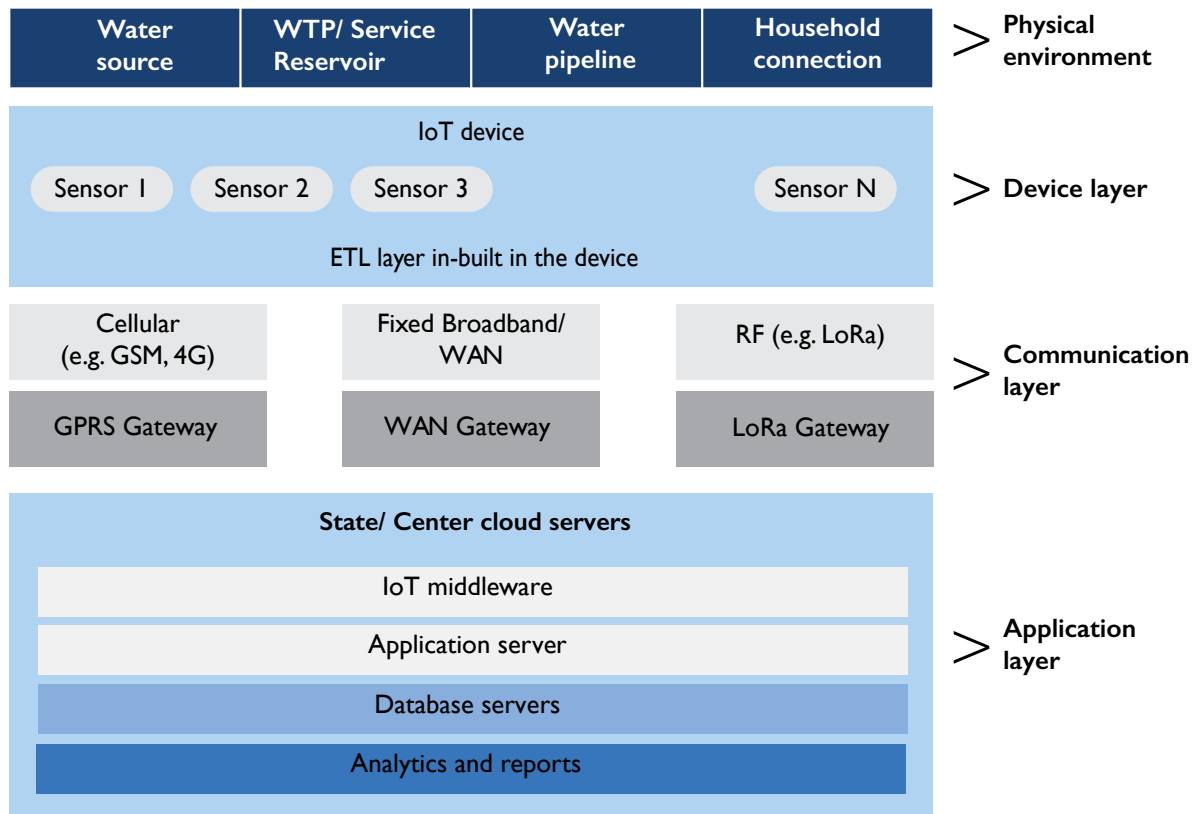 Water
source
WTP/ Service
Reservoir
Water
pipeline
Household
connection
Physical
environment
IoT device
Sensor 1
Sensor 2
Sensor 3
Sensor N
ETL layer in-built in the device
Device layer
Cellular
(e.g. GSM, 4G)
Fixed Broadband/
WAN
RF (e.g. LoRa)
GPRS Gateway
WAN Gateway
LoRa Gateway
Communication
layer
State/ Center cloud servers
IoT middleware
Application server
Database servers
Analytics and reports
Application
layer